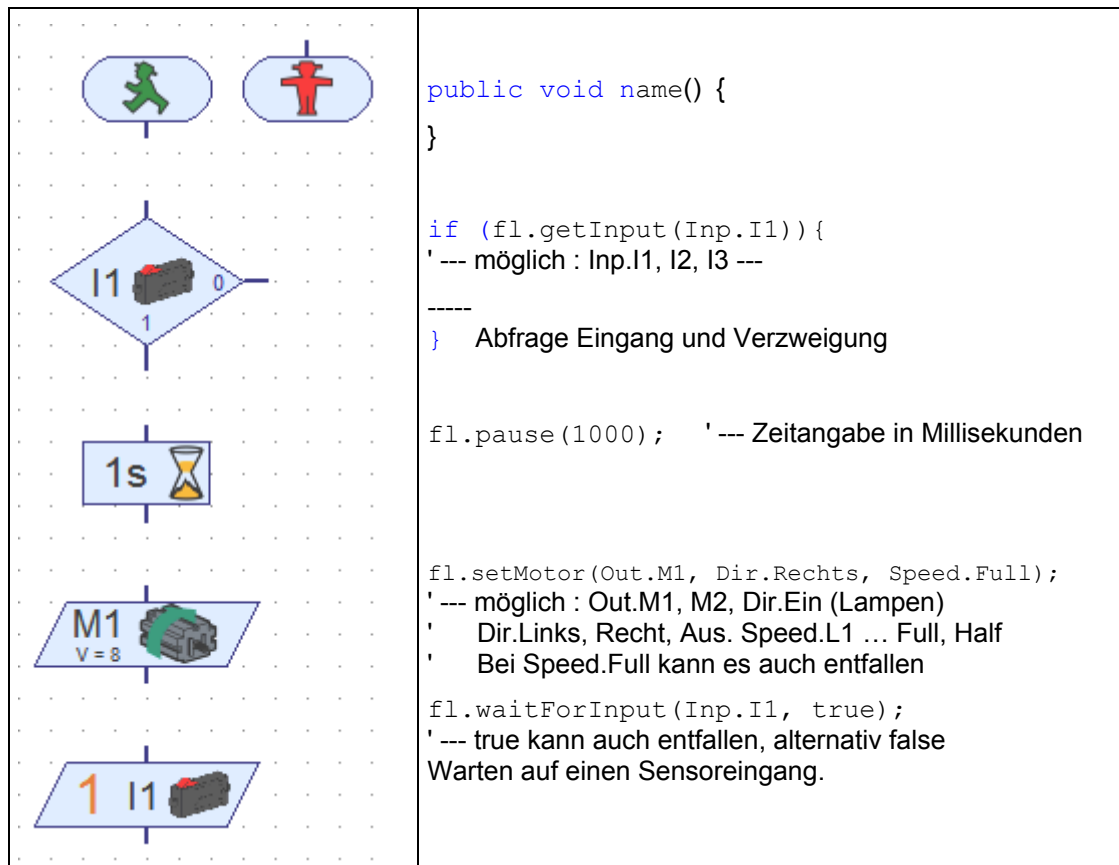 public void name() {
}
I1
0
1
if (fl.getInput(Inp.I1)){
' --- möglich : Inp.I1, I2, I3 ---
-----
} Abfrage Eingang und Verzweigung
1s
fl.pause(1000); ' --- Zeitangabe in Millisekunden
M1
V = 8
fl.setMotor(Out.M1, Dir.Rechts, Speed.Full);
' --- möglich : Out.M1, M2, Dir.Ein (Lampen)
' Dir.Links, Recht, Aus. Speed.L1 … Full, Half
' Bei Speed.Full kann es auch entfallen
1 I1
fl.waitForInput(Inp.I1, true);
' --- true kann auch entfallen, alternativ false
Warten auf einen Sensoreingang.